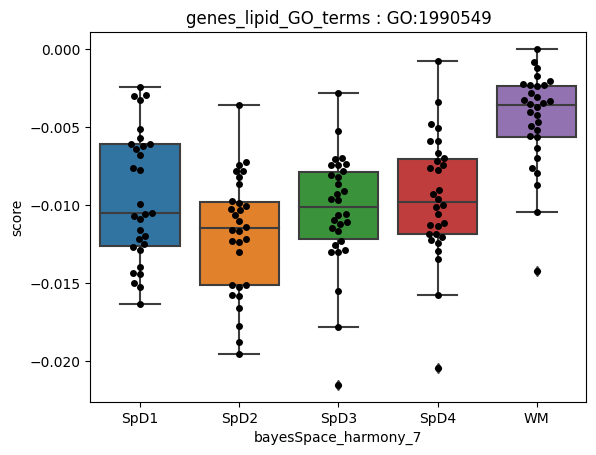 genes_lipid_GO_terms : GO:1990549
0.000
−0.005
−0.010
−0.015
−0.020
score
SpD1 SpD2 SpD3 SpD4 WM
bayesSpace_harmony_7